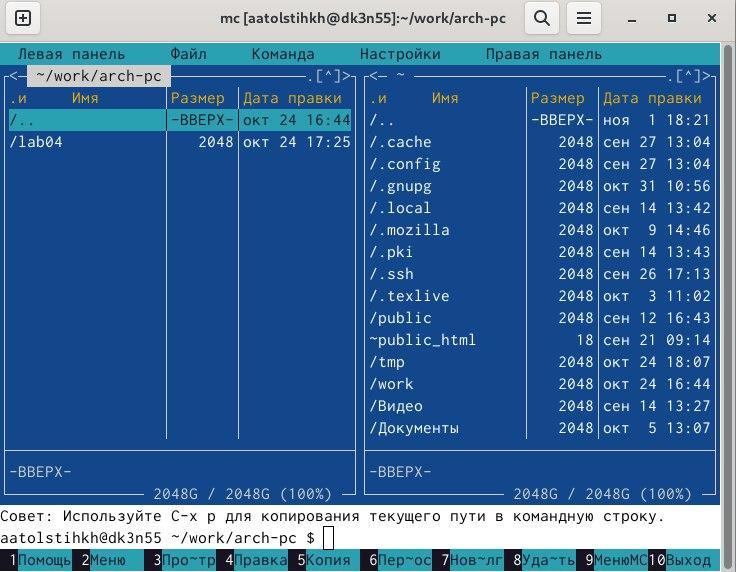 mc [aatolstihkh@dk3n55]:~/work/arch-pc
Левая панель Файл Команда Настройки Правая панель
<─ ~/work/arch-pc .[^]>
.и Имя Размер Дата правки
/.. -ВВЕРХ- окт 24 16:44
/lab04 2048 окт 24 17:25
-ВВЕРХ-
2048G / 2048G (100%)
<─ ~ .[^]>
.и Имя Размер Дата правки
/.. -ВВЕРХ- ноя 1 18:21
/.cache 2048 сен 27 13:04
/.config 2048 сен 27 13:04
/.gnupg 2048 окт 31 10:56
/.local 2048 сен 14 13:42
/.mozilla 2048 окт 9 14:46
/.pki 2048 сен 14 13:43
/.ssh 2048 сен 26 17:13
/.texlive 2048 окт 3 11:02
/public 2048 сен 12 16:43
~public_html 18 сен 21 09:14
/tmp 2048 окт 24 18:07
/work 2048 окт 24 16:44
/Видео 2048 сен 14 13:27
/Документы 2048 окт 5 13:07
-ВВЕРХ-
2048G / 2048G (100%)
Совет: Используйте C-x p для копирования текущего пути в командную строку.
aatolstihkh@dk3n55 ~/work/arch-pc $
1Помощь 2Меню 3Про~тр 4Правка 5Копия 6Пер~ос 7Нов~лг 8Уда~ть 9МенюMC 10Выход